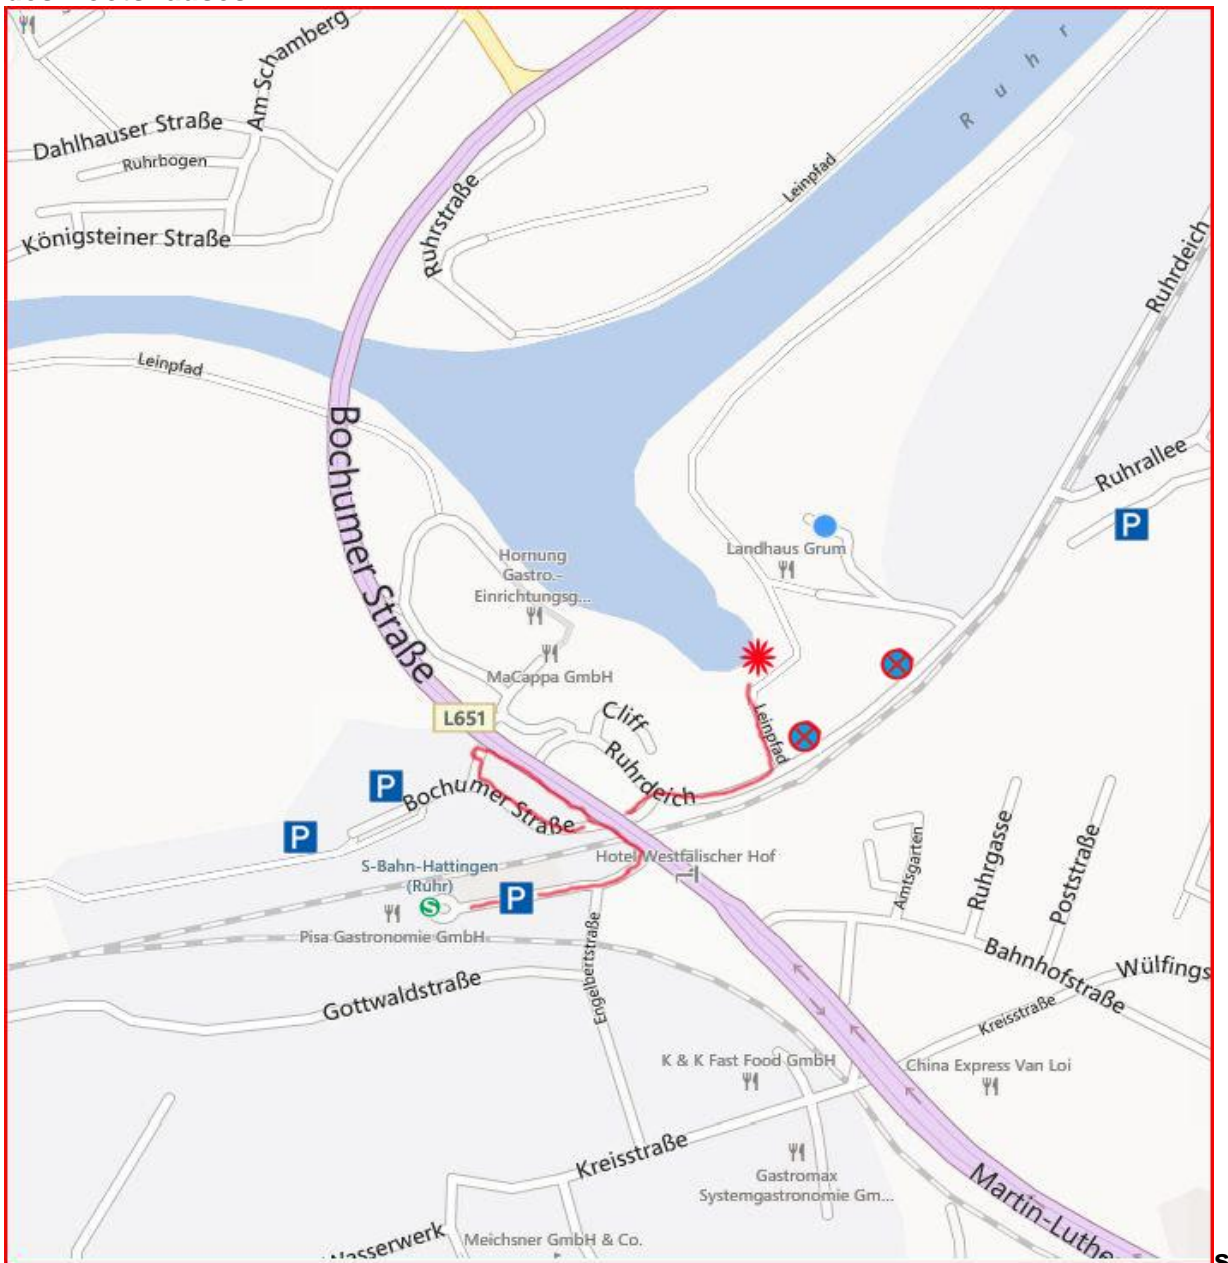 Am Schamberg
Dahlhauser Straße
Ruhrbogen
Königsteiner Straße
Ruhrstraße
Leinpfad
Ruhr
Ruhrdeich
Leinpfad
Bochumer Straße
Ruhrallee
P
Landhaus Grum
Hornung
Gastro.-
Einrichtungsg...
MaCappa GmbH
L651
Cliff
Leinpfad
Ruhrdeich
P
Bochumer Straße
P
Hotel Westfälischer Hof
S-Bahn-Hattingen
(Ruhr)
P
S
Pisa Gastronomie GmbH
Amtsgarten
Ruhrgasse
Poststraße
Engelbertstraße
Bahnhofstraße
Wülfings
Gottwaldstraße
Kreisstraße
K & K Fast Food GmbH
China Express Van Loi
Kreisstraße
Gastromax
Systemgastronomie Gm...
Martin-Luthe
Wasserwerk
Meichsner GmbH & Co.
s